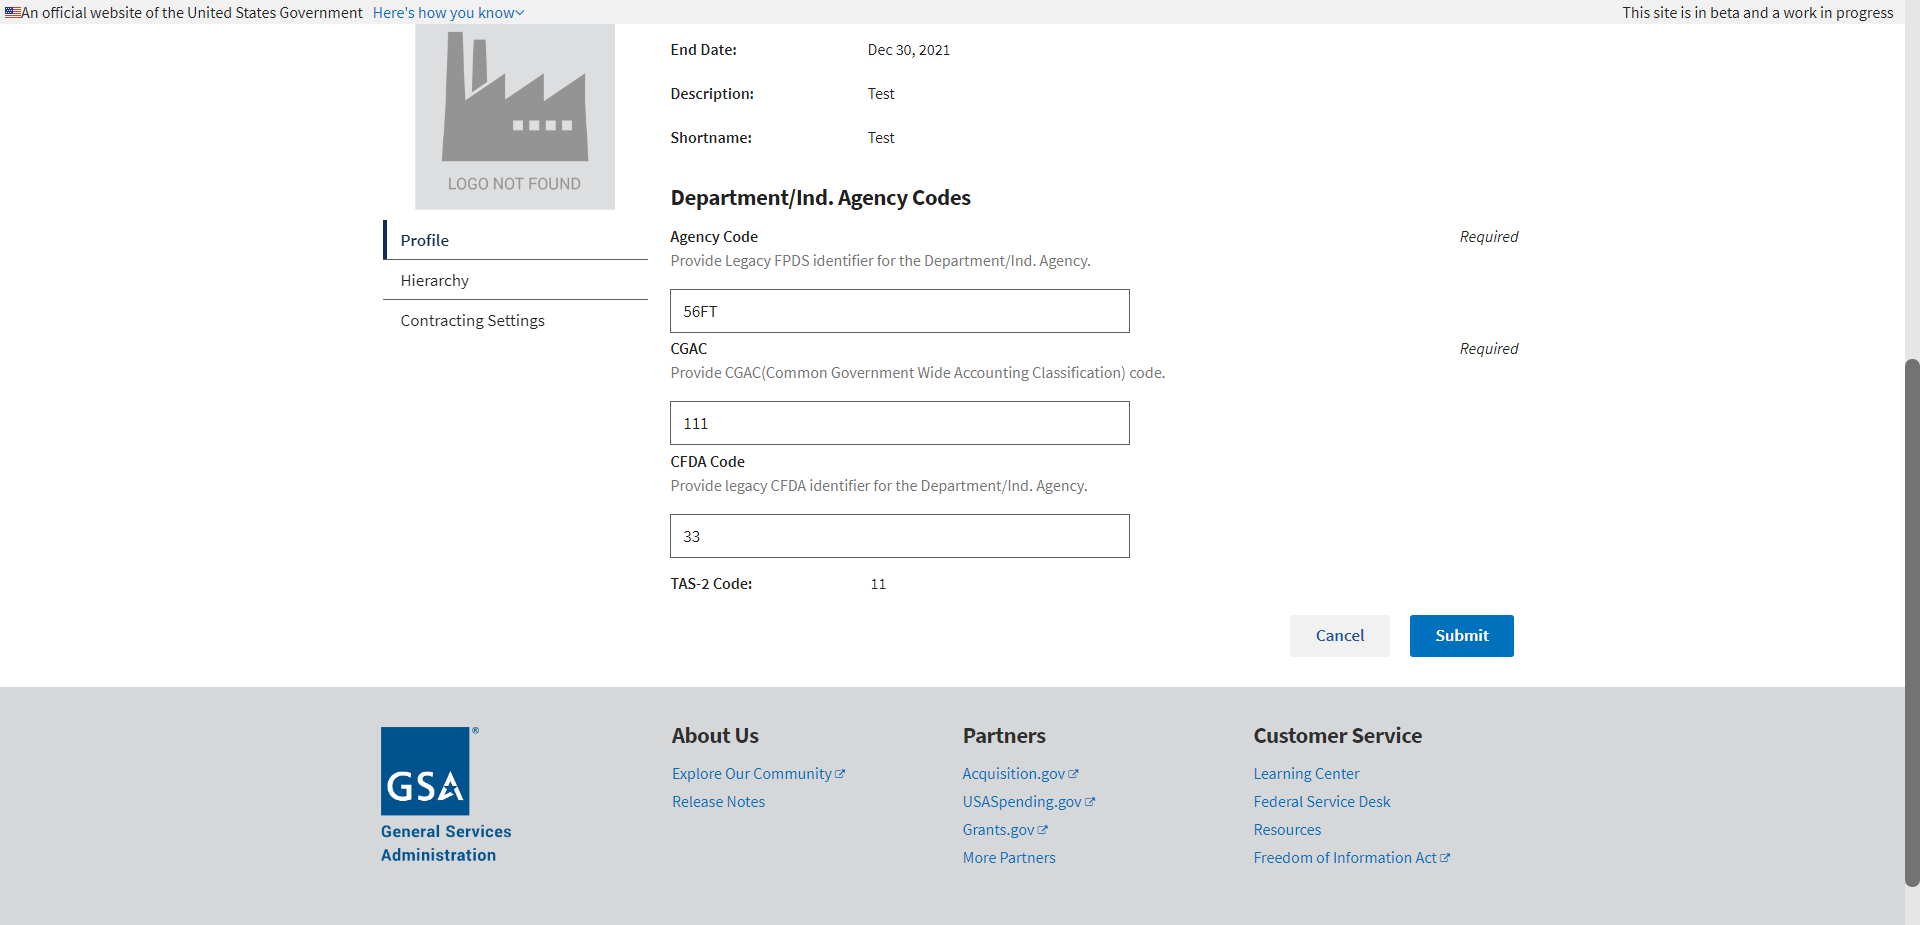 An official website of the United States Government Here's how you know
This site is in beta and a work in progress
End Date: Dec 30, 2021
Description: Test
Shortname: Test
LOGO NOT FOUND
Profile
Hierarchy
Contracting Settings
Department/Ind. Agency Codes
Agency Code Required
Provide Legacy FPDS identifier for the Department/Ind. Agency.
56FT
CGAC Required
Provide CGAC(Common Government Wide Accounting Classification) code.
111
CFDA Code
Provide legacy CFDA identifier for the Department/Ind. Agency.
33
TAS-2 Code: 11
Cancel Submit
GSA®
General Services
Administration
About Us
Explore Our Community
Release Notes
Partners
Acquisition.gov
USASpending.gov
Grants.gov
More Partners
Customer Service
Learning Center
Federal Service Desk
Resources
Freedom of Information Act